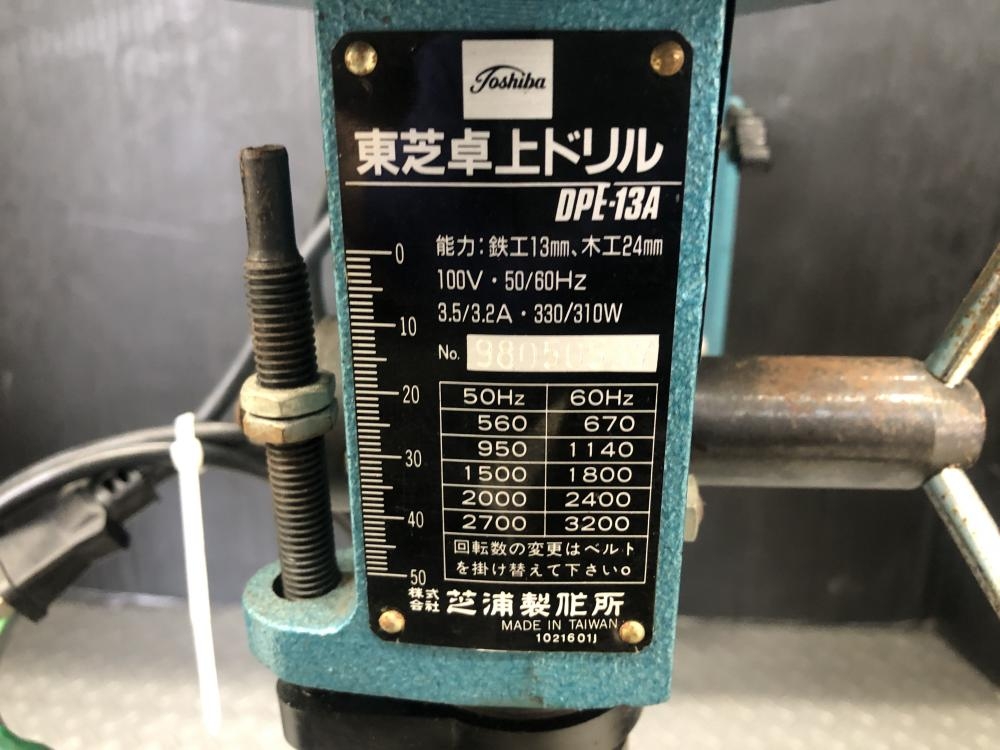 Toshiba
東芝卓上ドリル
DPE-13A
能力：鉄工13mm、木工24mm
100V・50/60Hz
3.5/3.2A・330/310W
No.
0
10
20
30
40
50
50Hz 60Hz
560 670
950 1140
1500 1800
2000 2400
2700 3200
回転数の変更はベルト
を掛け替えて下さい。
株式会社 芝浦製作所
MADE IN TAIWAN
1021601J